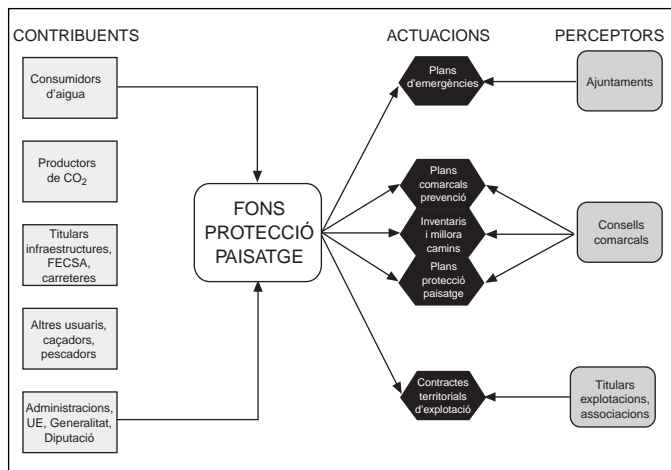 CONTRIBUENTS
Consumidors
d'aigua
Productors
de CO₂
Titulars
infraestructures,
FECSA,
carreteres
Altres usuaris,
caçadors,
pescadors
Administracions,
UE, Generalitat,
Diputació
FONS
PROTECCIÓ
PAISATGE
ACTUACIONS
Plans
d'emergències
Plans
comarcals
prevenció
Inventaris
i millora
camins
Plans
protecció
paisatge
Contractes
territorials
d'explotació
PERCEPTORS
Ajuntaments
Consells
comarcals
Titulars
explotacions,
associacions